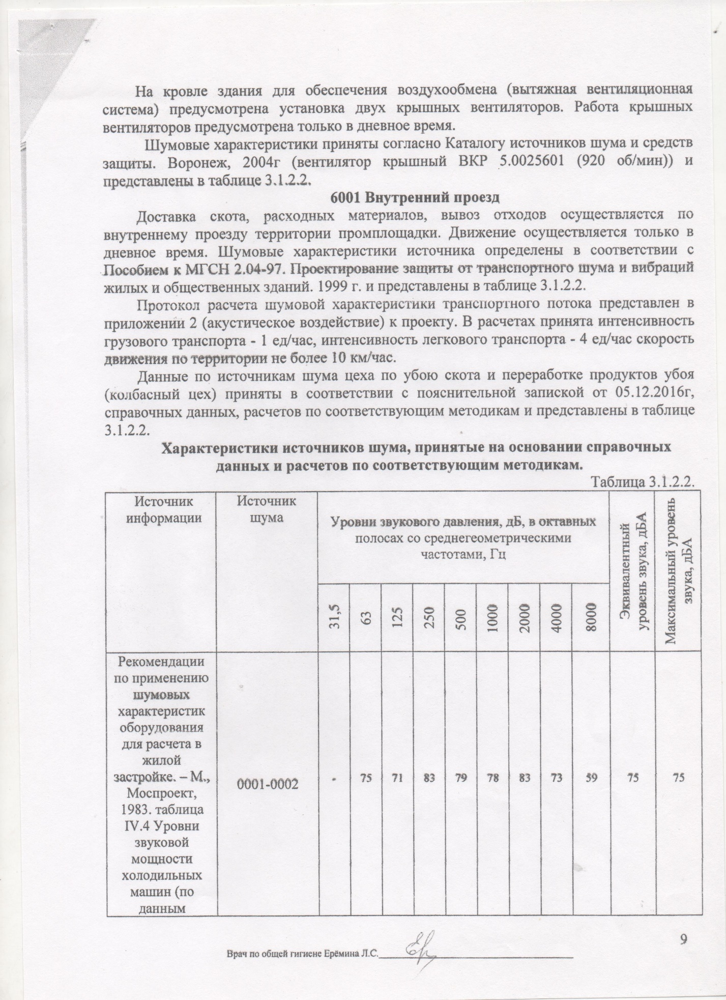 На кровле здания для обеспечения воздухообмена (вытяжная вентиляционная
система) предусмотрена установка двух крышных вентиляторов. Работа крышных
вентиляторов предусмотрена только в дневное время.
Шумовые характеристики приняты согласно Каталогу источников шума и средств
защиты. Воронеж, 2004г (вентилятор крышный ВКР 5.0025601 (920 об/мин)) и
представлены в таблице 3.1.2.2.
6001 Внутренний проезд
Доставка скота, расходных материалов, вывоз отходов осуществляется по
внутреннему проезду территории промплощадки. Движение осуществляется только в
дневное время. Шумовые характеристики источника определены в соответствии с
Пособием к МГСН 2.04-97. Проектирование защиты от транспортного шума и вибраций
жилых и общественных зданий. 1999 г. и представлены в таблице 3.1.2.2.
Протокол расчета шумовой характеристики транспортного потока представлен в
приложении 2 (акустическое воздействие) к проекту. В расчетах принята интенсивность
грузового транспорта - 1 ед/час, интенсивность легкового транспорта - 4 ед/час скорость
движения по территории не более 10 км/час.
Данные по источникам шума цеха по убою скота и переработке продуктов убоя
(колбасный цех) приняты в соответствии с пояснительной запиской от 05.12.2016г,
справочных данных, расчетов по соответствующим методикам и представлены в таблице
3.1.2.2.
Характеристики источников шума, принятые на основании справочных
данных и расчетов по соответствующим методикам.
Таблица 3.1.2.2.
Источник
информации
Источник
шума
Уровни звукового давления, дБ, в октавных
полосах со среднегеометрическими
частотами, Гц
Эквивалентный
уровень звука, дБА
Максимальный уровень
звука, дБА
31,5 63 125 250 500 1000 2000 4000 8000
Рекомендации
по применению
шумовых
характеристик
оборудования
для расчета в
жилой
застройке. – М.,
Моспроект,
1983. таблица
IV.4 Уровни
звуковой
мощности
холодильных
машин (по
данным
0001-0002 - 75 71 83 79 78 83 73 59 75 75
9
Врач по общей гигиене Ерёмина Л.С.